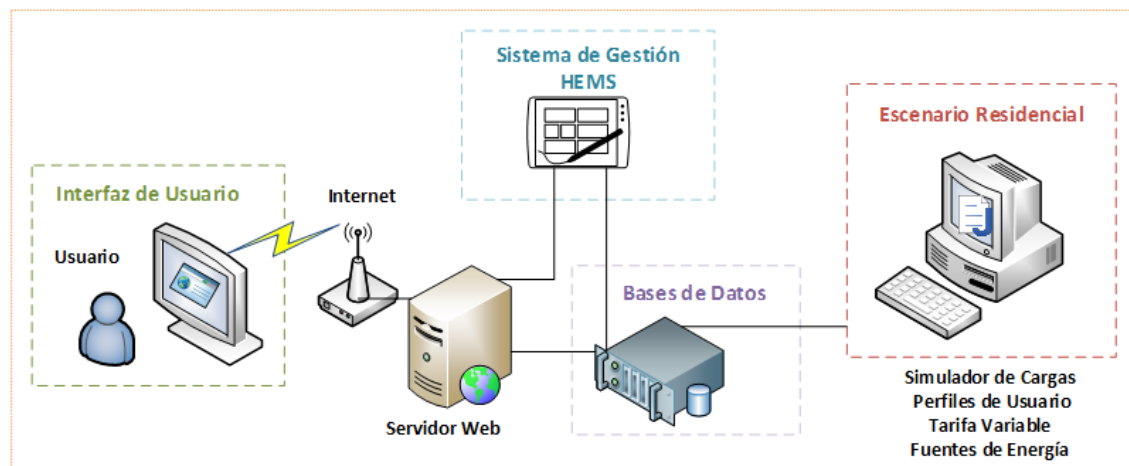 Sistema de Gestión
HEMS
Escenario Residencial
Interfaz de Usuario
Internet
Usuario
Bases de Datos
Servidor Web
Simulador de Cargas
Perfiles de Usuario
Tarifa Variable
Fuentes de Energía